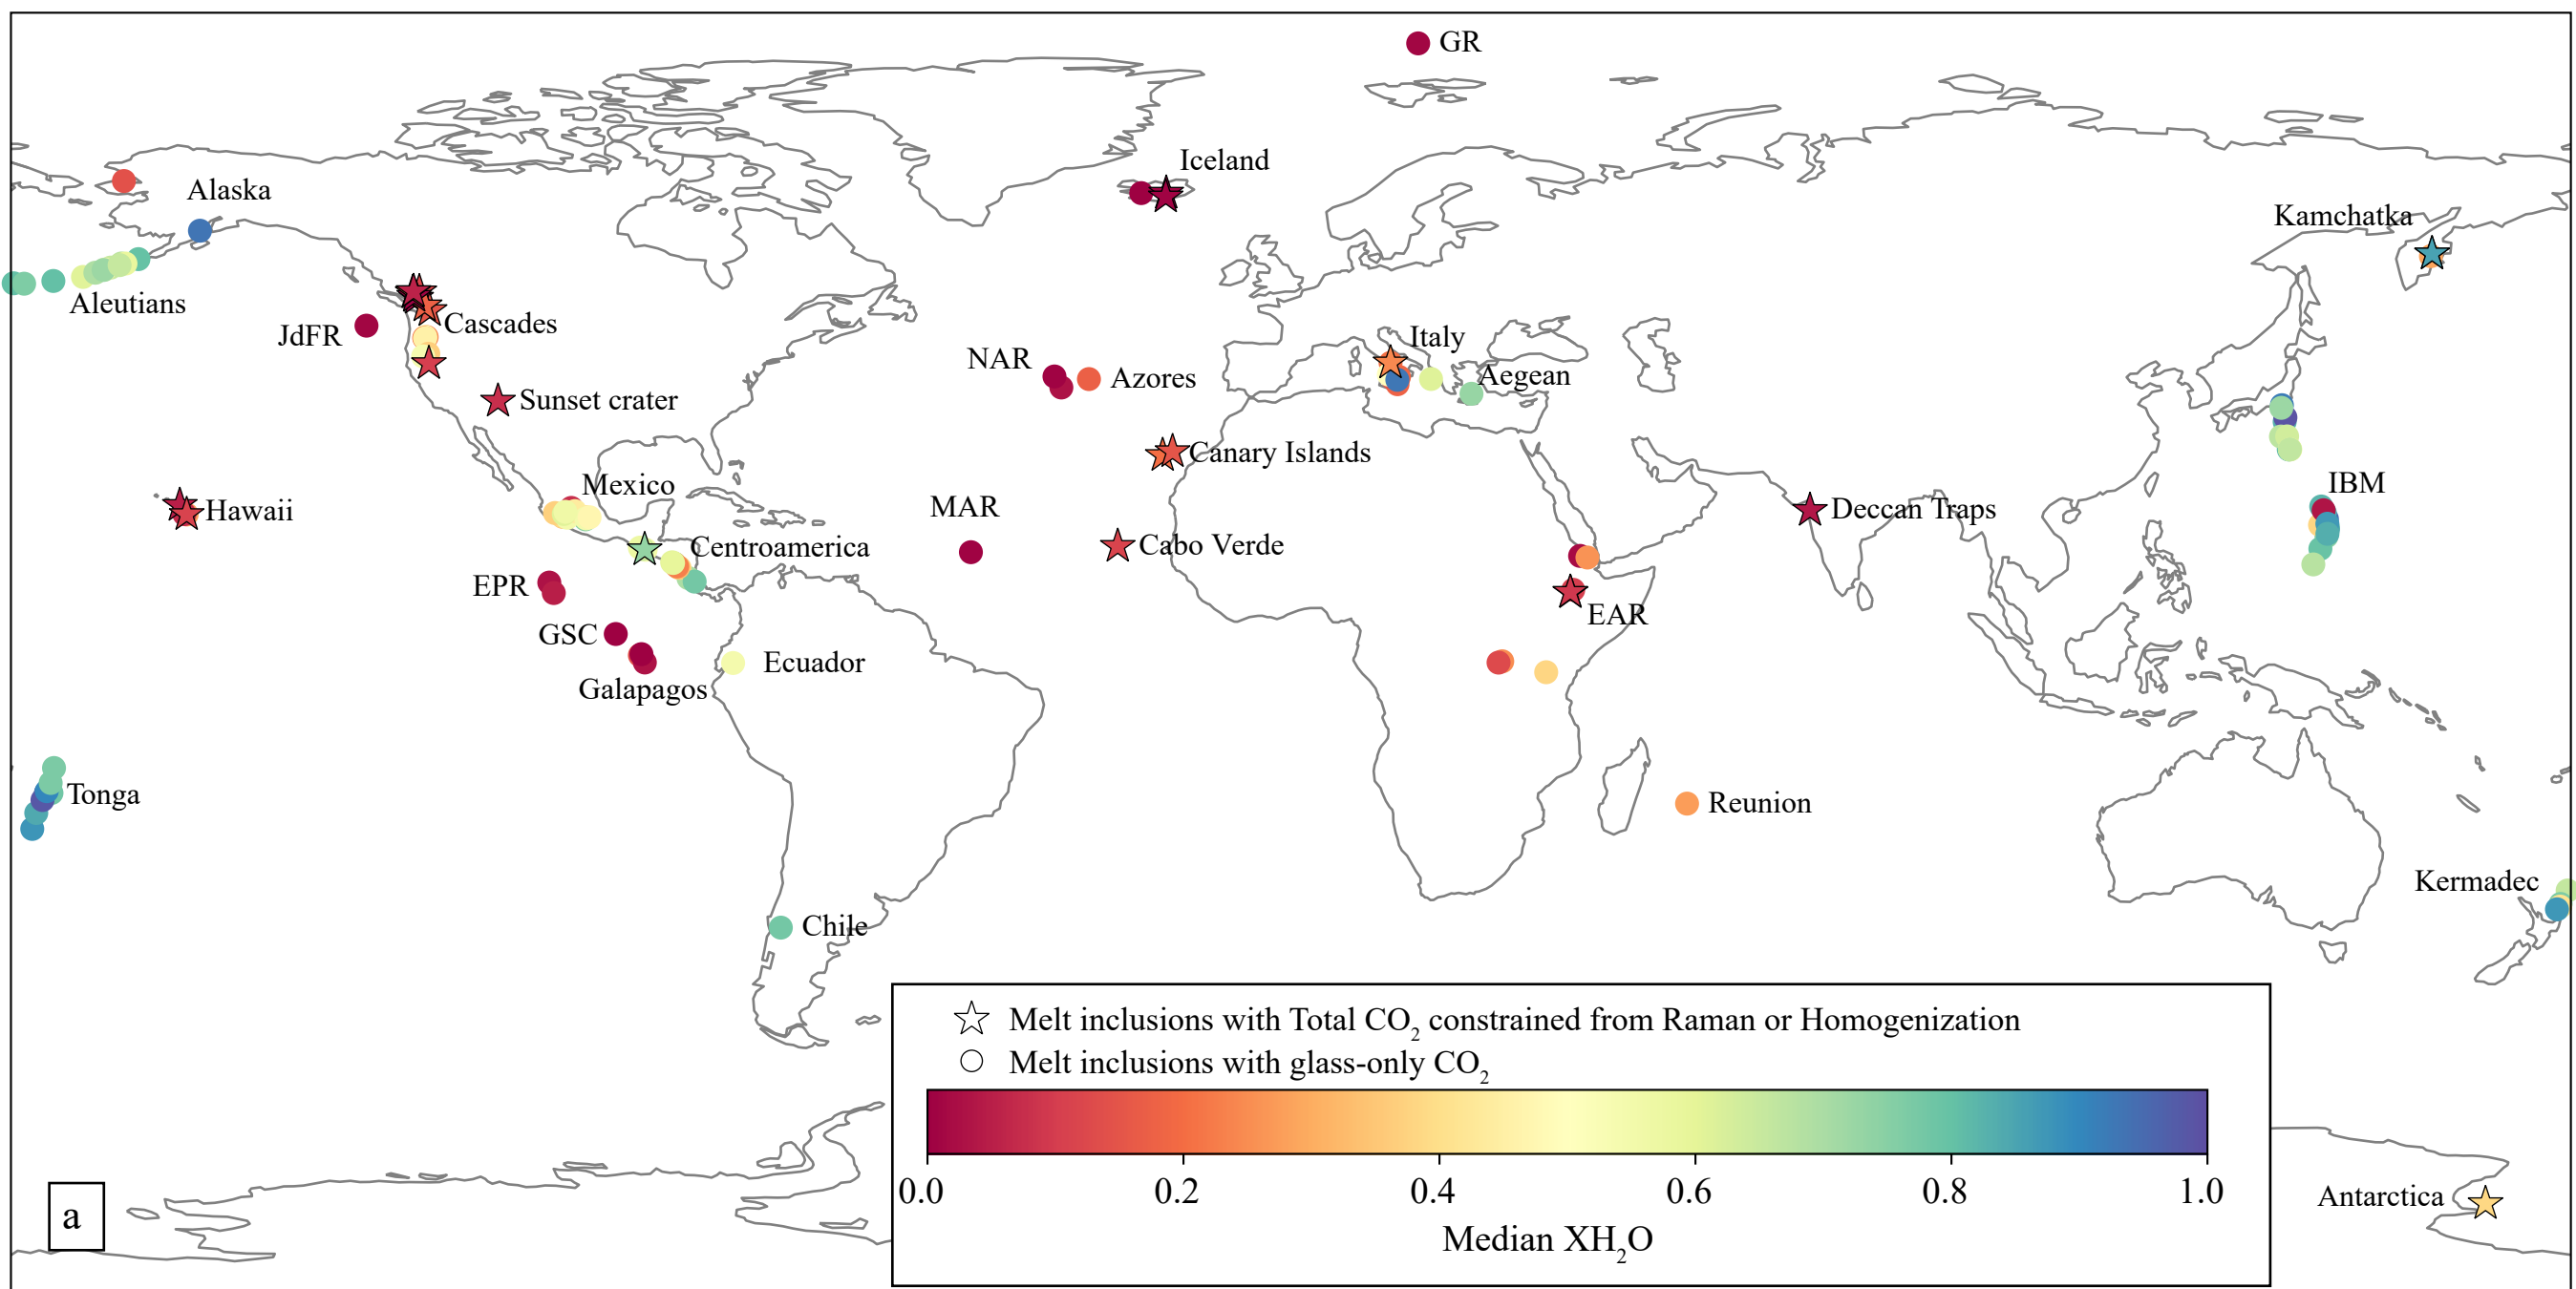 GR
Iceland
Alaska
Kamchatka
Aleutians
Cascades
JdFR
Italy
NAR
Azores
Aegean
Sunset crater
Canary Islands
Mexico
IBM
Hawaii
MAR
Deccan Traps
Centroamerica
Cabo Verde
EPR
EAR
GSC
Ecuador
Galapagos
Tonga
Reunion
Kermadec
Chile
Melt inclusions with Total CO₂ constrained from Raman or Homogenization
Melt inclusions with glass-only CO₂
0.0 0.2 0.4 0.6 0.8 1.0
Median XH₂O
Antarctica
a